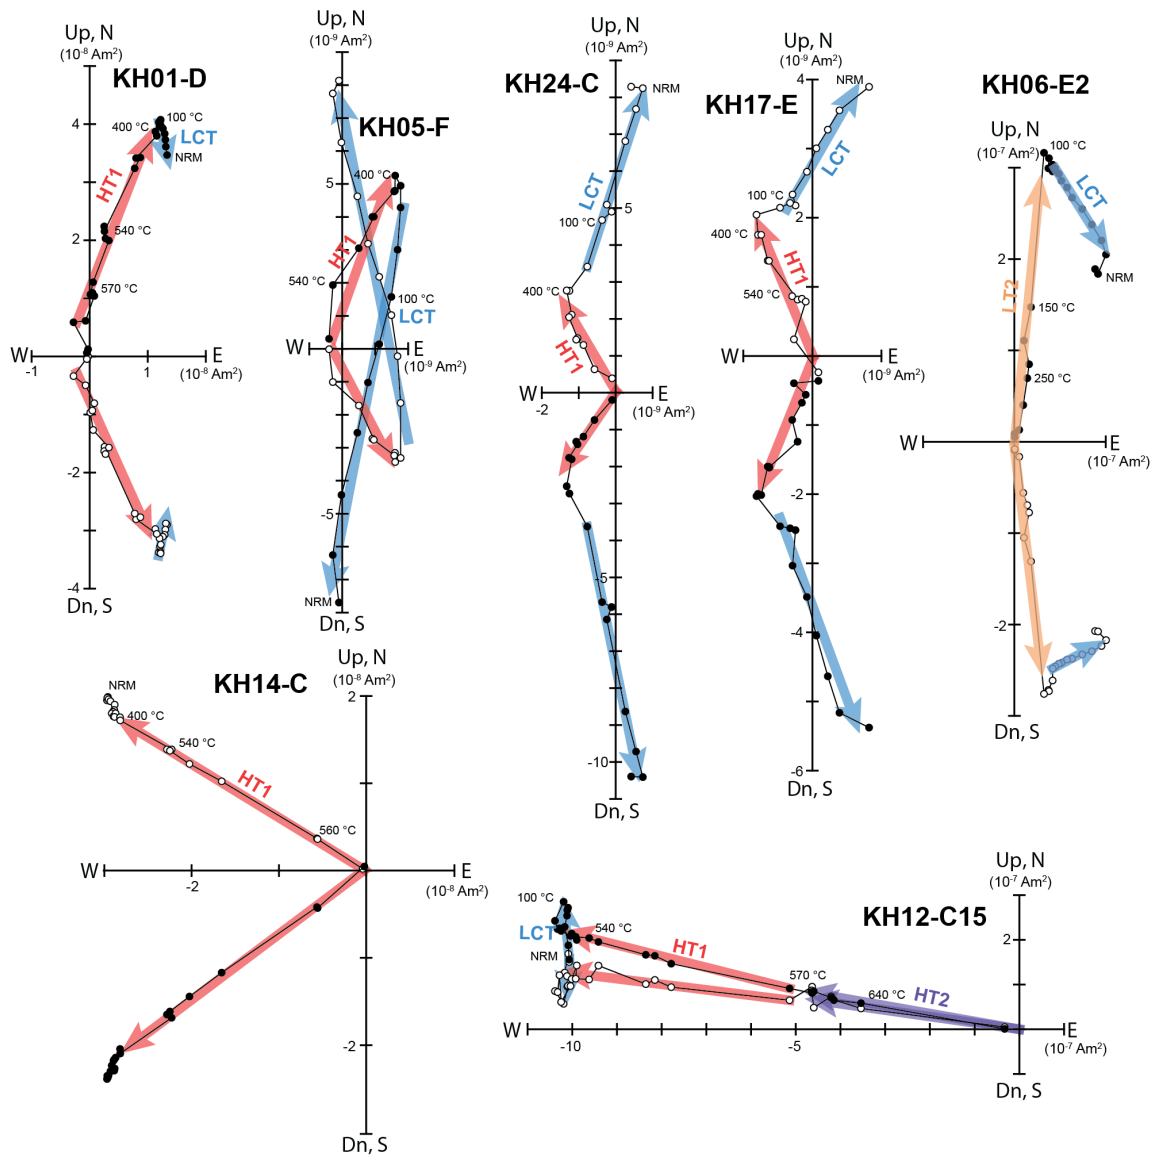 Up, N
(10⁻⁸ Am²)
KH01-D
4
400 °C
100 °C
LCT
NRM
HT1
2
540 °C
570 °C
W
E
-1
1
(10⁻⁸ Am²)
-2
-4
Dn, S
Up, N
(10⁻⁹ Am²)
KH05-F
400 °C
5
HT1
540 °C
100 °C
LCT
W
E
(10⁻⁹ Am²)
-5
NRM
Dn, S
Up, N
(10⁻⁹ Am²)
KH24-C
NRM
LCT
5
100 °C
400 °C
HT1
W
E
-2
(10⁻⁹ Am²)
-5
-10
Dn, S
Up, N
(10⁻⁹ Am²)
4
NRM
KH17-E
LCT
100 °C
2
400 °C
HT1
540 °C
W
E
(10⁻⁹ Am²)
-2
-4
-6
Dn, S
KH06-E2
Up, N
(10⁻⁷ Am²)
100 °C
LCT
2
NRM
LT2
150 °C
250 °C
W
E
(10⁻⁷ Am²)
-2
Dn, S
Up, N
(10⁻⁸ Am²)
KH14-C
NRM
2
400 °C
540 °C
HT1
560 °C
W
E
-2
(10⁻⁸ Am²)
-2
Dn, S
Up, N
(10⁻⁷ Am²)
KH12-C15
100 °C
LCT
540 °C
2
HT1
NRM
570 °C
640 °C
HT2
W
E
-10
-5
(10⁻⁷ Am²)
Dn, S